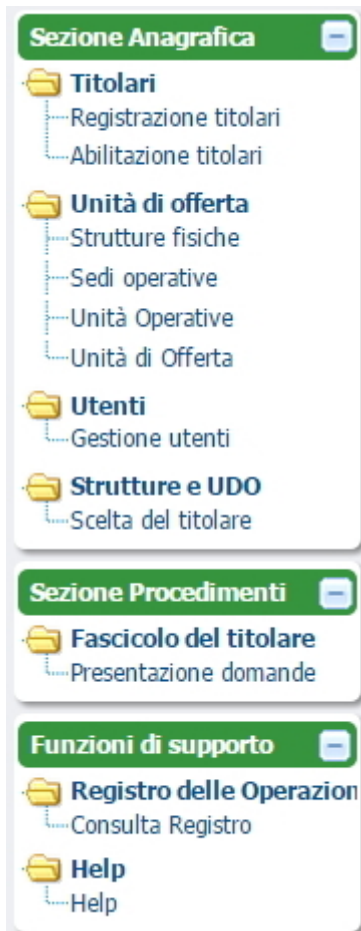 Sezione Anagrafica
Titolari
Registrazione titolari
Abilitazione titolari
Unità di offerta
Strutture fisiche
Sedi operative
Unità Operative
Unità di Offerta
Utenti
Gestione utenti
Strutture e UDO
Scelta del titolare
Sezione Procedimenti
Fascicolo del titolare
Presentazione domande
Funzioni di supporto
Registro delle Operazion
Consulta Registro
Help
Help